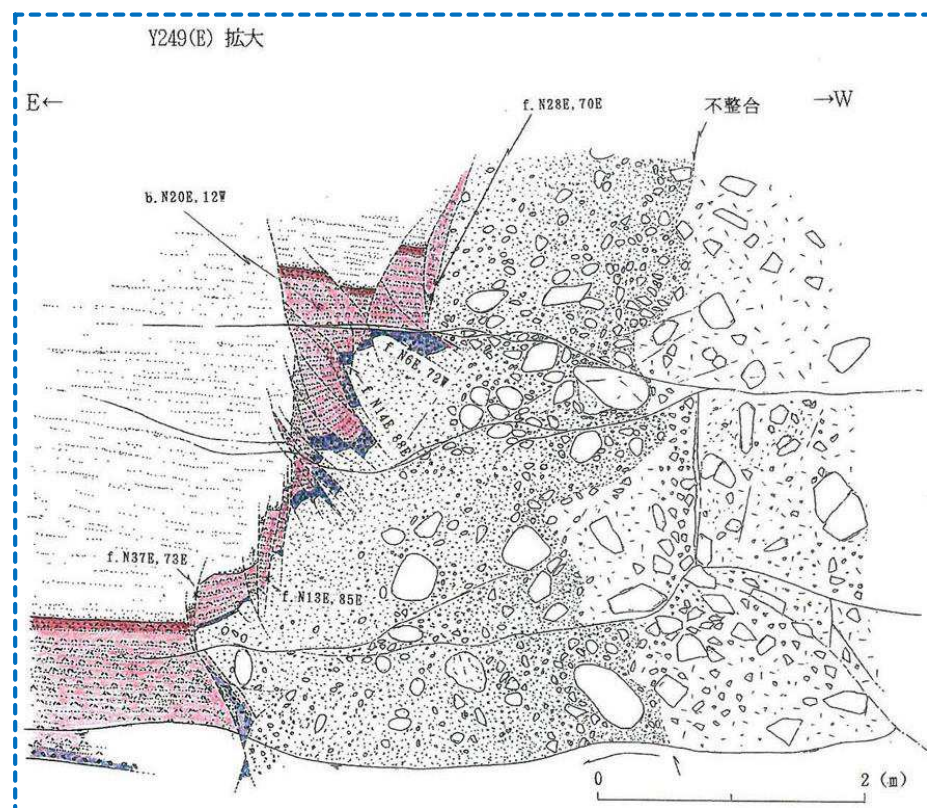 Y249(E) 拡大
E← f.N28E,70E 不整合 →W
b.N20E,12W
f.N6E,72W
f.N14E,88E
f.N37E,73E
f.N13E,85E
0 2 (m)